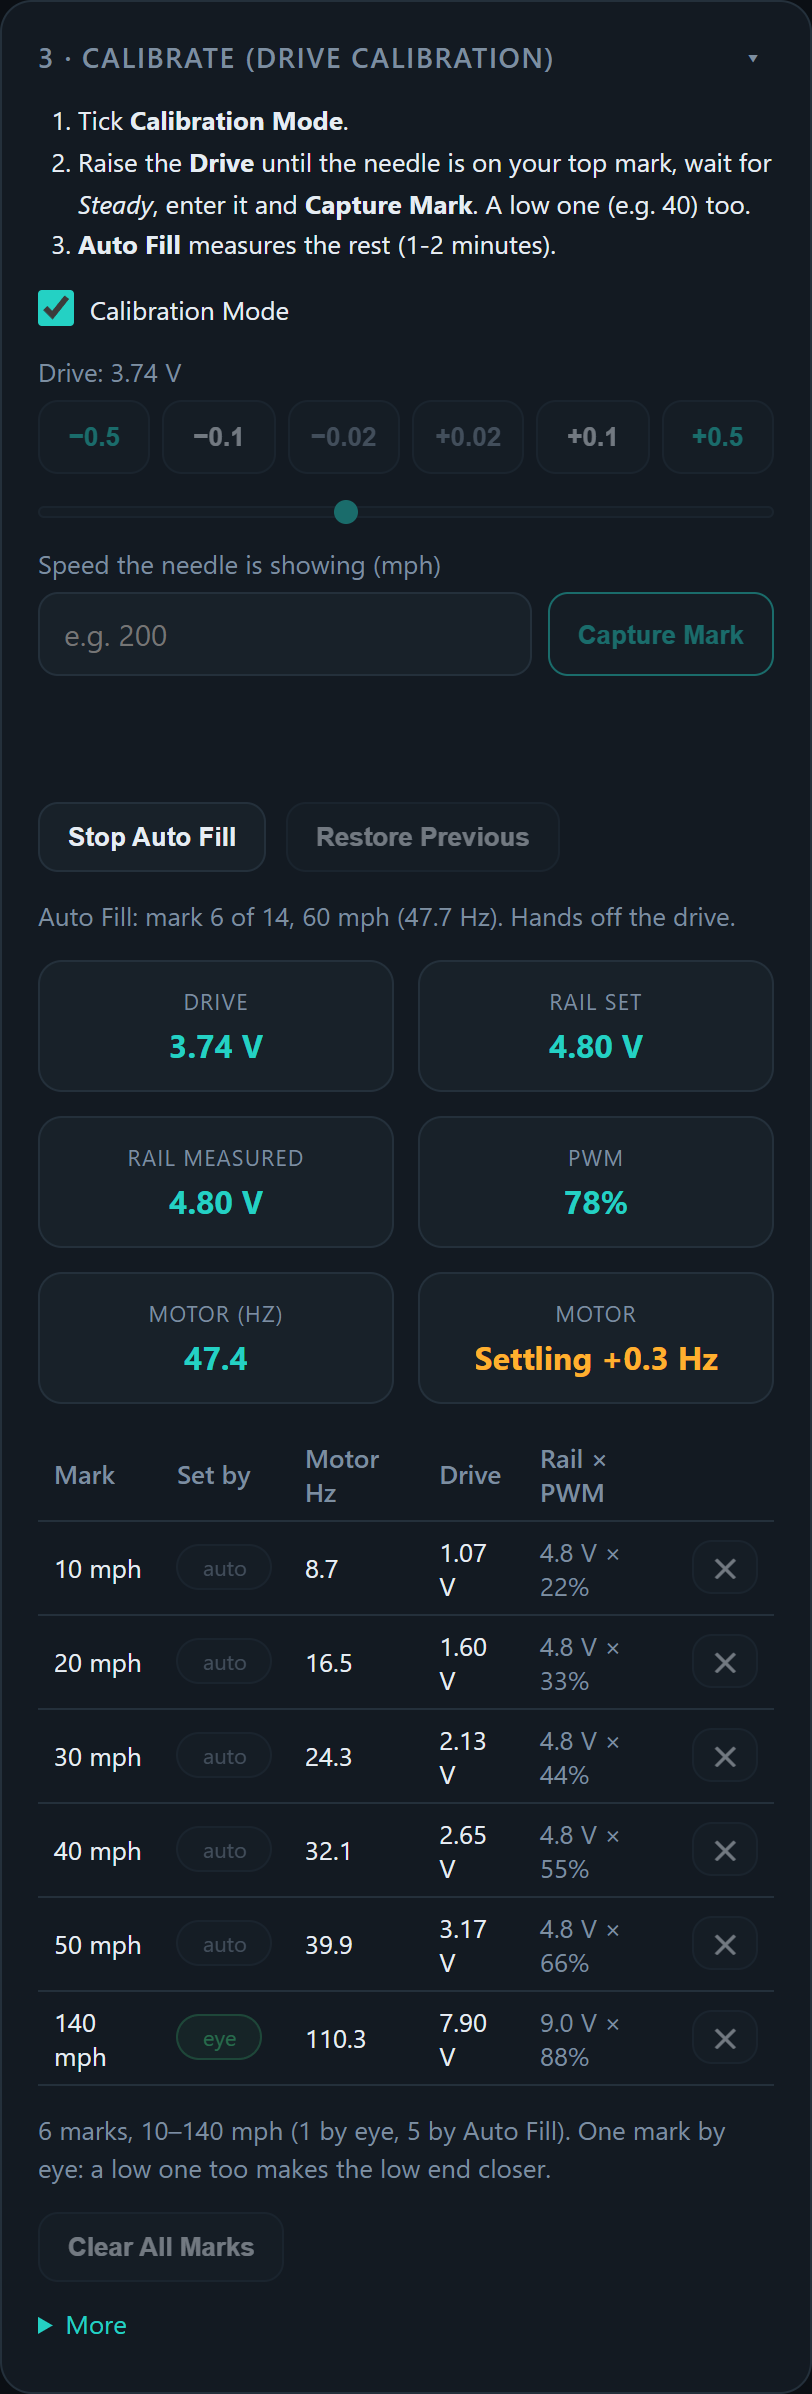 3 · CALIBRATE (DRIVE CALIBRATION)
1. Tick Calibration Mode.
2. Raise the Drive until the needle is on your top mark, wait for
Steady, enter it and Capture Mark. A low one (e.g. 40) too.
3. Auto Fill measures the rest (1-2 minutes).
Calibration Mode
Drive: 3.74 V
−0.5 −0.1 −0.02 +0.02 +0.1 +0.5
Speed the needle is showing (mph)
e.g. 200 Capture Mark
Stop Auto Fill Restore Previous
Auto Fill: mark 6 of 14, 60 mph (47.7 Hz). Hands off the drive.
DRIVE RAIL SET
3.74 V 4.80 V
RAIL MEASURED PWM
4.80 V 78%
MOTOR (HZ) MOTOR
47.4 Settling +0.3 Hz
Mark Set by Motor Hz Drive Rail × PWM
10 mph auto 8.7 1.07 V 4.8 V × 22% ✕
20 mph auto 16.5 1.60 V 4.8 V × 33% ✕
30 mph auto 24.3 2.13 V 4.8 V × 44% ✕
40 mph auto 32.1 2.65 V 4.8 V × 55% ✕
50 mph auto 39.9 3.17 V 4.8 V × 66% ✕
140 mph eye 110.3 7.90 V 9.0 V × 88% ✕
6 marks, 10–140 mph (1 by eye, 5 by Auto Fill). One mark by
eye: a low one too makes the low end closer.
Clear All Marks
More